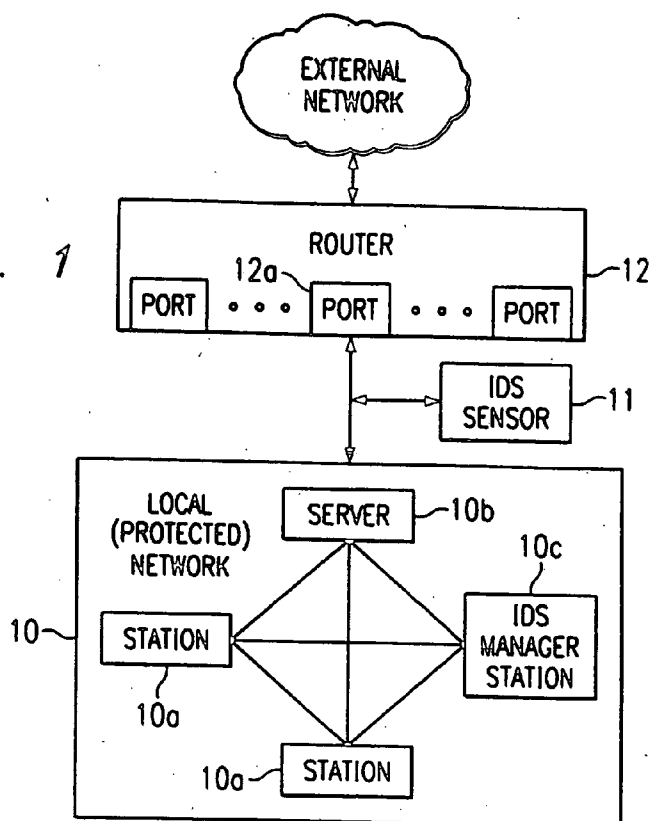 EXTERNAL
NETWORK
ROUTER
12a
12
. 1
PORT
PORT
PORT
IDS
SENSOR
11
LOCAL
(PROTECTED)
NETWORK
SERVER
10b
10c
10
STATION
IDS
MANAGER
STATION
10a
10a
STATION